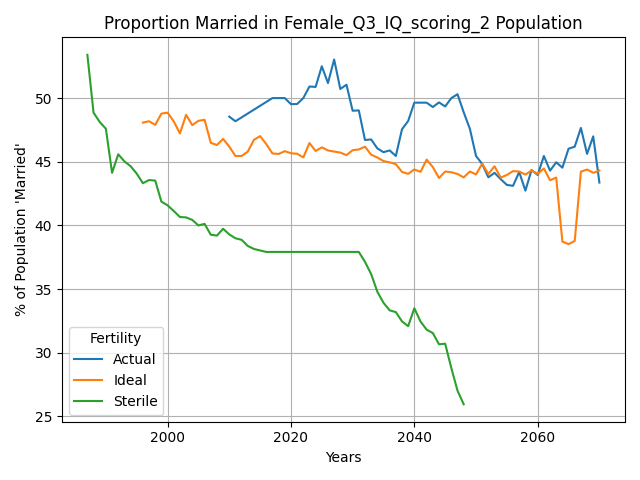 Proportion Married in Female_Q3_IQ_scoring_2 Population
% of Population 'Married'
50
45
40
35
30
25
Fertility
Actual
Ideal
Sterile
2000 2020 2040 2060
Years